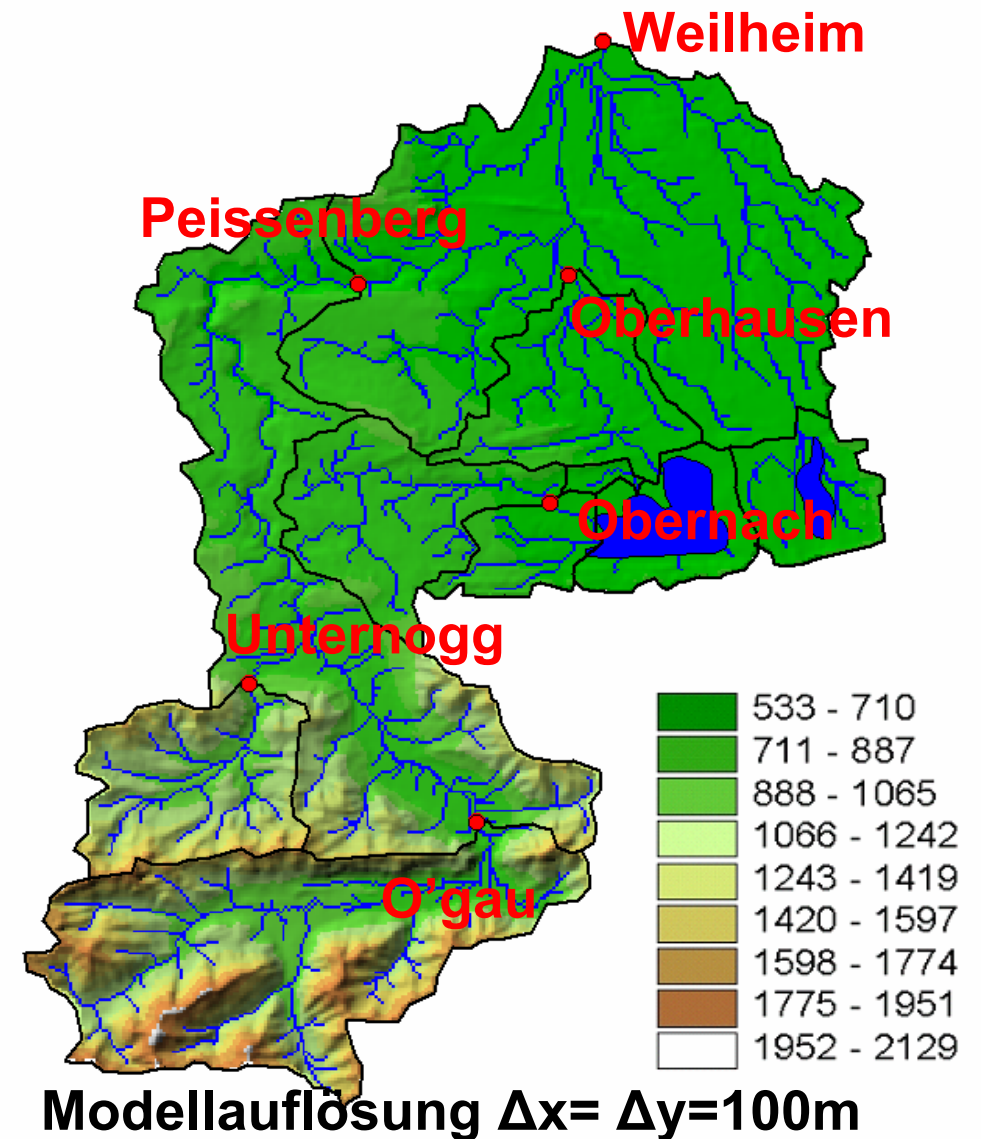 Weilheim
Peissenberg
Oberhausen
Obernach
Unternogg
533 - 710
711 - 887
888 - 1065
1066 - 1242
1243 - 1419
1420 - 1597
1598 - 1774
1775 - 1951
1952 - 2129
O'gau
Modellauflösung Δx= Δy=100m